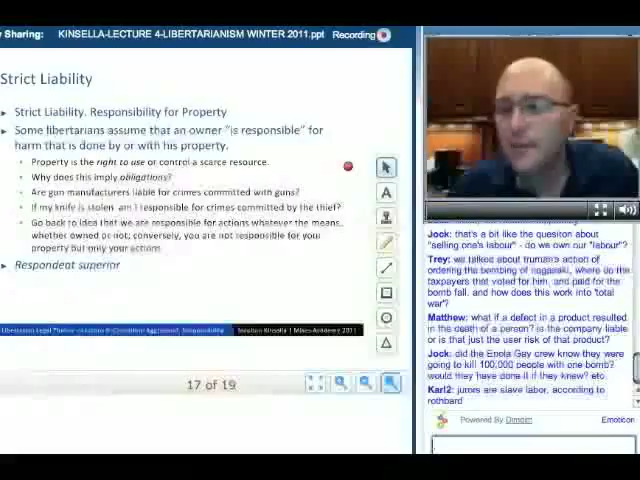 Sharing: KINSELLA-LECTURE 4-LIBERTARIANISM WINTER 2011.ppt Recording
Strict Liability
Strict Liability. Responsibility for Property
Some libertarians assume that an owner "is responsible" for
harm that is done by or with his property.
Property is the right to use or control a scarce resource.
Why does this imply obligations?
Are gun manufacturers liable for crimes committed with guns?
If my knife is stolen am I responsible for crimes committed by the thief?
Go back to idea that we are responsible for actions whatever the means,
whether owned or not; conversely, you are not responsible for your
property but only your actions.
Respondent superior
Mises Academy 2011
17 of 19
Jock: that's a bit like the quesiton about
"selling one's labour" - do we own our "labour"?
Trey: we talked about truman's action of
ordering the bombing of nagasaki, where do the
taxpayers that voted for him, and paid for the
bomb fall, and how does this work into "total
war"?
Matthew: what if a defect in a product resulted
in the death of a person? is the company liable
or is that just the user risk of that product?
Jock: did the Enola Gay crew know they were
going to kill 100,000 people with one bomb?
would they have done it if they knew? etc.
Karl2: juries are slave labor, according to
rothbard
Powered By Dimdim
Emoticon